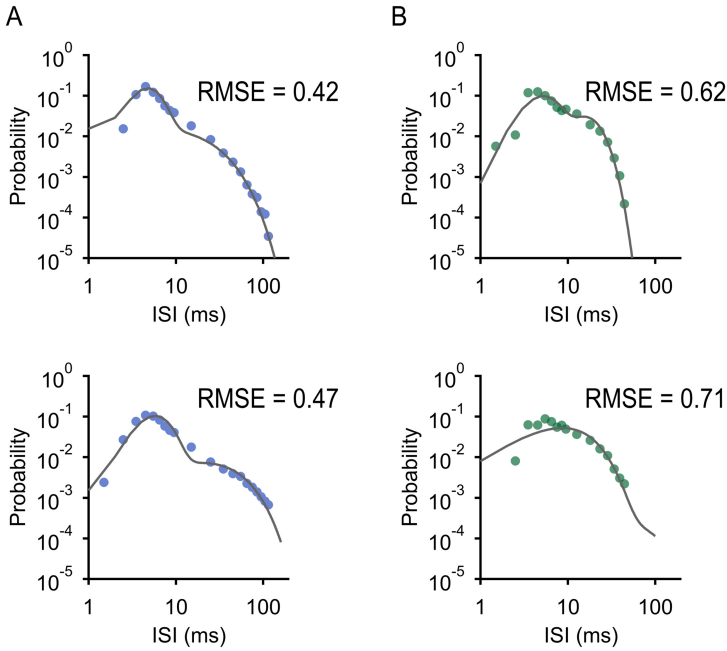 A
B
10^0
10^-1
10^-2
10^-3
10^-4
10^-5
Probability
RMSE = 0.42
1 10 100
ISI (ms)
10^0
10^-1
10^-2
10^-3
10^-4
10^-5
Probability
RMSE = 0.62
1 10 100
ISI (ms)
10^0
10^-1
10^-2
10^-3
10^-4
10^-5
Probability
RMSE = 0.47
1 10 100
ISI (ms)
10^0
10^-1
10^-2
10^-3
10^-4
10^-5
Probability
RMSE = 0.71
1 10 100
ISI (ms)